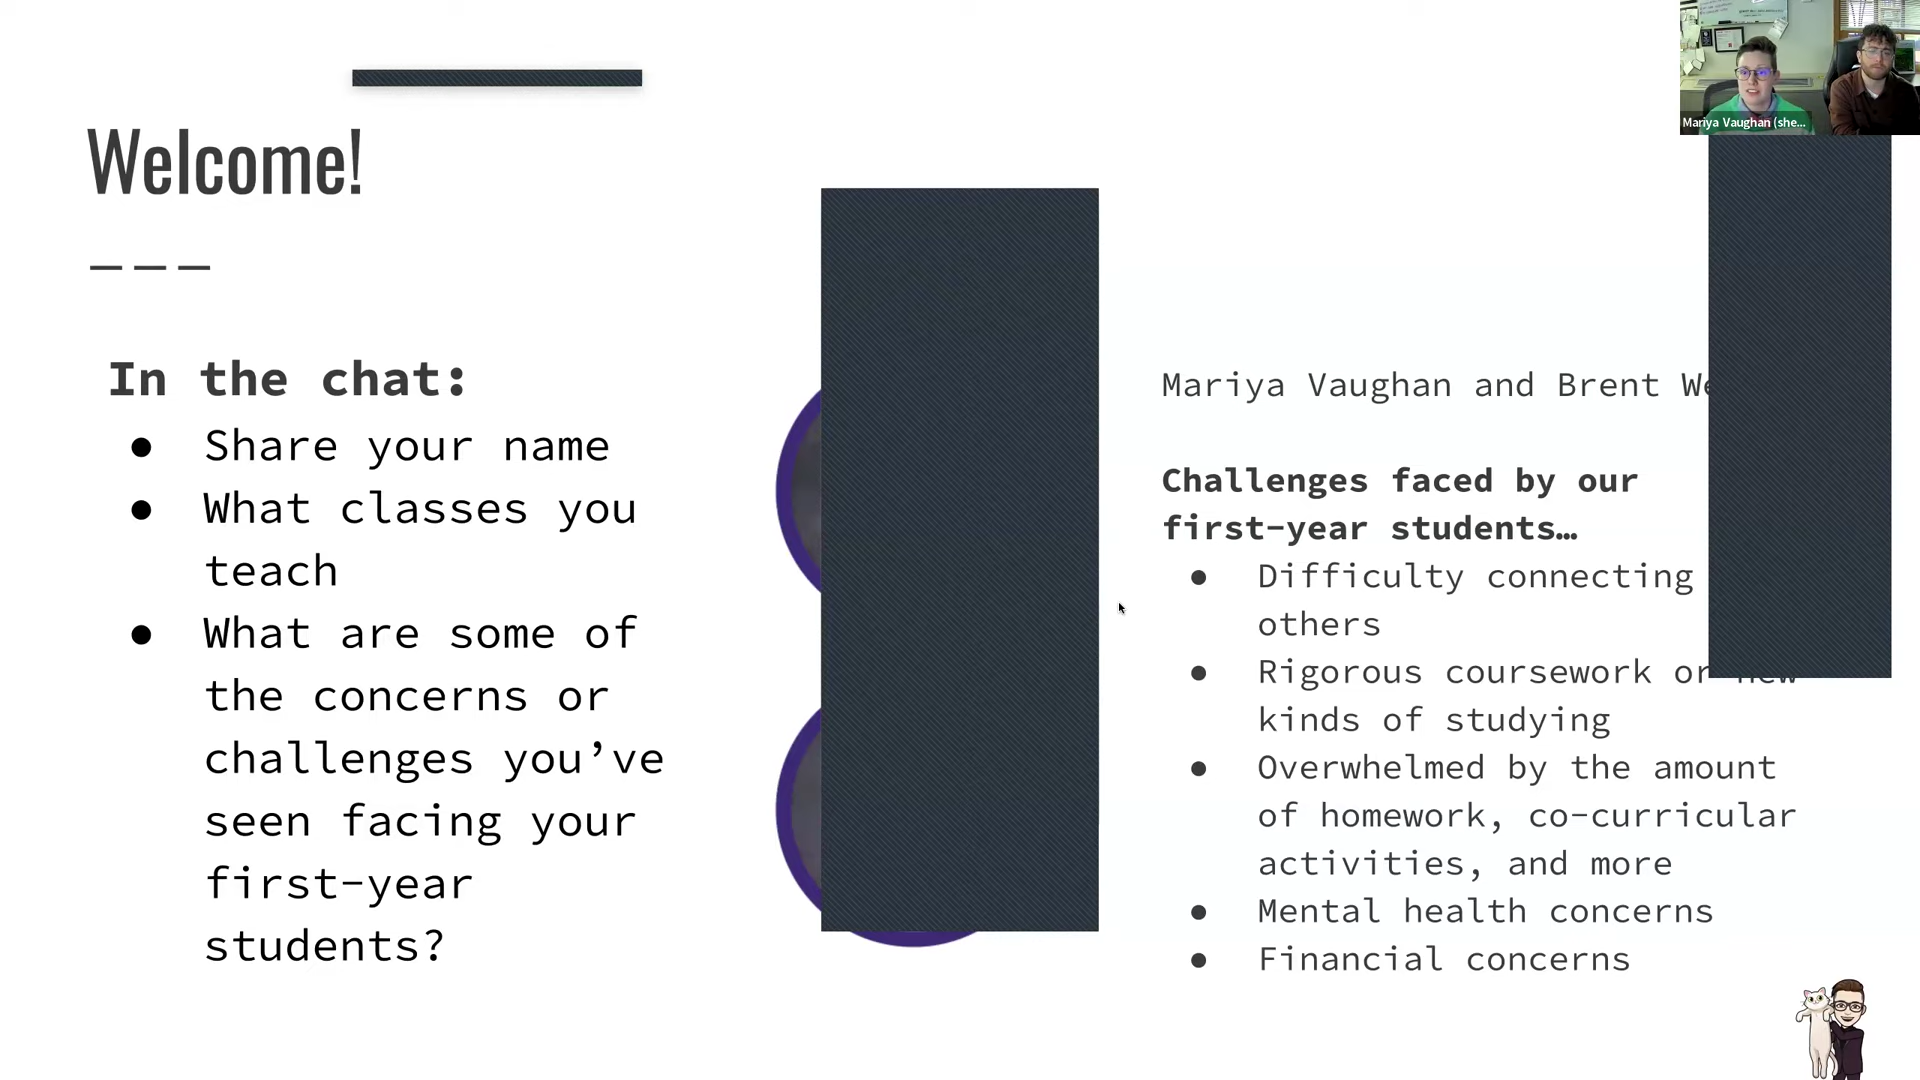 Welcome!
In the chat:
● Share your name
● What classes you
teach
● What are some of
the concerns or
challenges you’ve
seen facing your
first-year
students?
Mariya Vaughan and Brent
Challenges faced by our
first-year students…
● Difficulty connecting
others
● Rigorous coursework or new
kinds of studying
● Overwhelmed by the amount
of homework, co-curricular
activities, and more
● Mental health concerns
● Financial concerns
Mariya Vaughan (she...